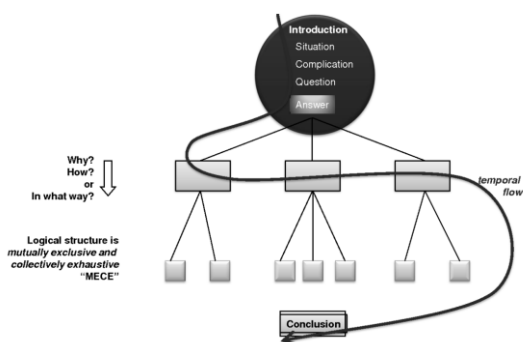 Introduction
Situation
Complication
Question
Answer
Why?
How?
or
In what way?
temporal
flow
Logical structure is
mutually exclusive and
collectively exhaustive
“MECE”
Conclusion